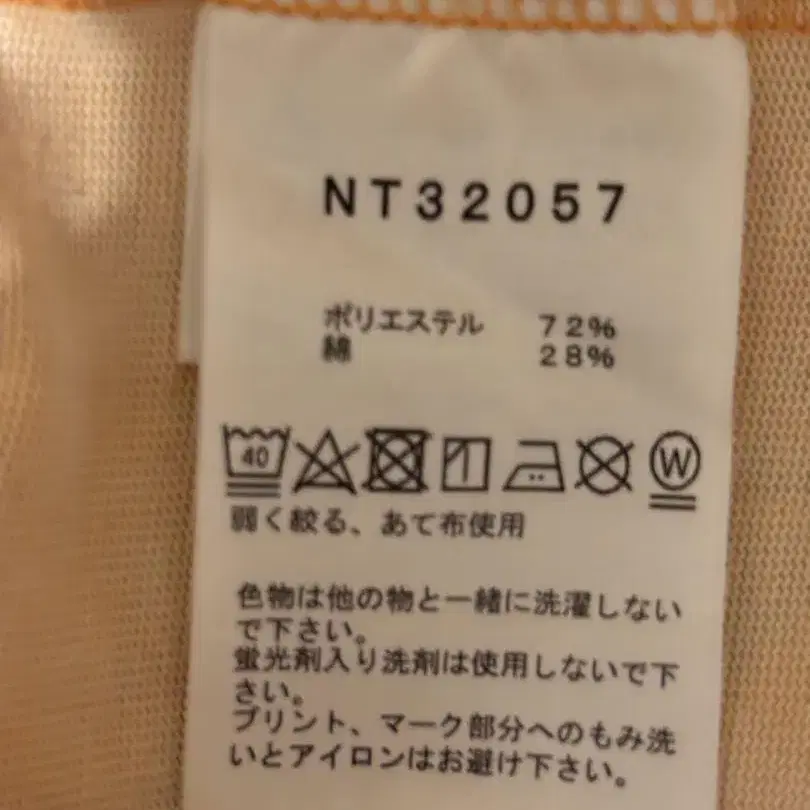 NT32057
ポリエステル 72%
綿 28%
40 W
弱く絞る、あて布使用
色物は他の物と一緒に洗濯しない
で下さい。
蛍光剤入り洗剤は使用しないで下
さい。
プリント、マーク部分へのもみ洗
いとアイロンはお避け下さい。